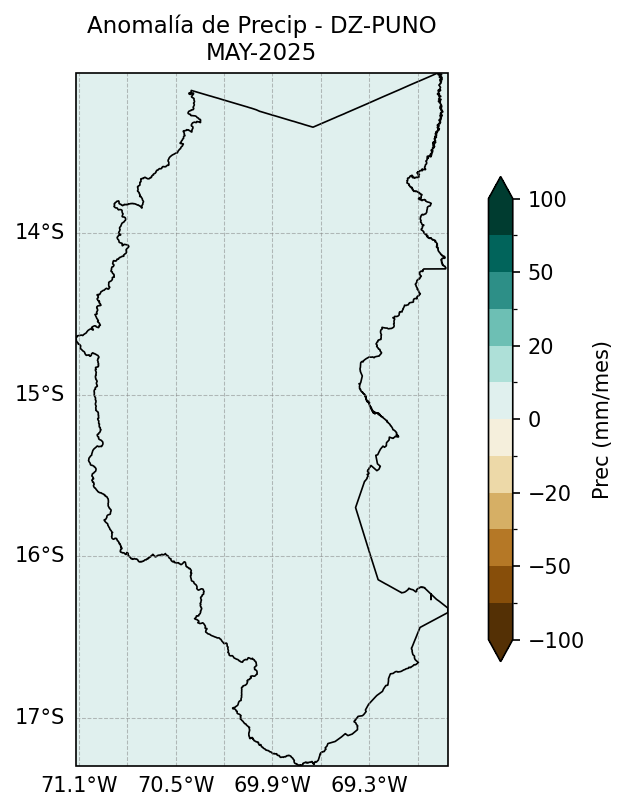 Anomalía de Precip - DZ-PUNO
MAY-2025
14°S
15°S
16°S
17°S
71.1°W 70.5°W 69.9°W 69.3°W
100
50
20
0
−20
−50
−100
Prec (mm/mes)